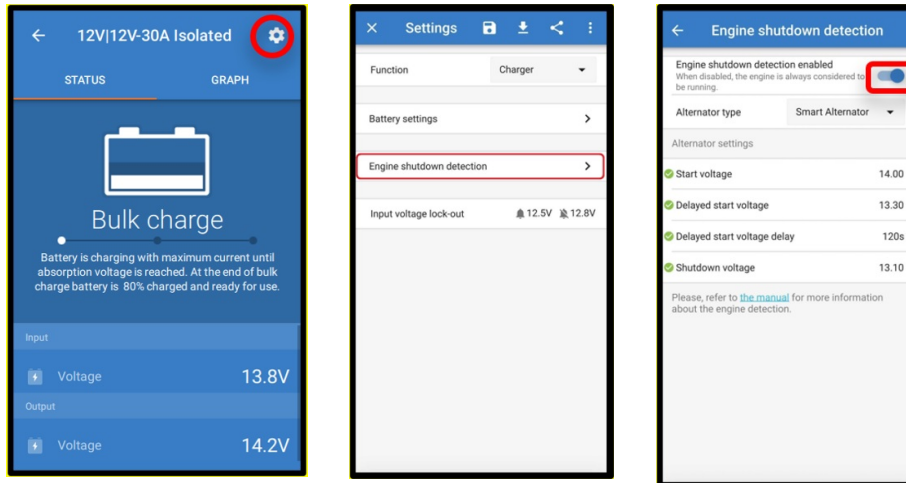 12V|12V-30A Isolated
STATUS GRAPH
Bulk charge
Battery is charging with maximum current until
absorption voltage is reached. At the end of bulk
charge battery is 80% charged and ready for use.
Input
Voltage 13.8V
Output
Voltage 14.2V
Settings
Function Charger
Battery settings
Engine shutdown detection
Input voltage lock-out 12.5V 12.8V
Engine shutdown detection
Engine shutdown detection enabled
When disabled, the engine is always considered to
be running.
Alternator type Smart Alternator
Alternator settings
Start voltage 14.00
Delayed start voltage 13.30
Delayed start voltage delay 120s
Shutdown voltage 13.10
Please, refer to the manual for more information
about the engine detection.